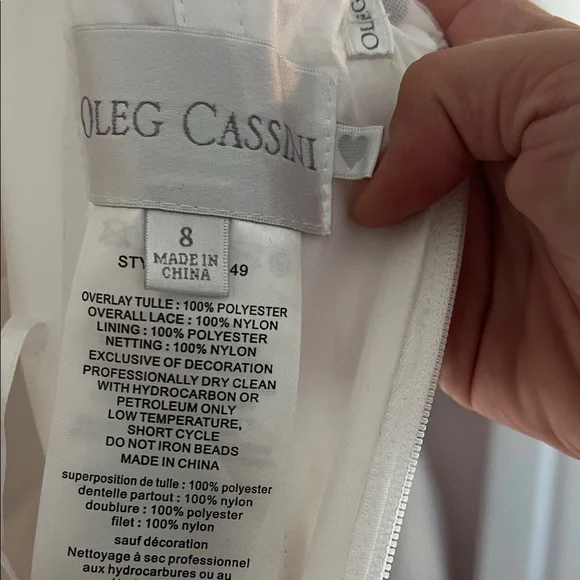 OLEG
OLEG CASSINI
8
MADE IN
CHINA
49
OVERLAY TULLE : 100% POLYESTER
OVERALL LACE : 100% NYLON
LINING : 100% POLYESTER
NETTING : 100% NYLON
EXCLUSIVE OF DECORATION
PROFESSIONALLY DRY CLEAN
WITH HYDROCARBON OR
PETROLEUM ONLY
LOW TEMPERATURE,
SHORT CYCLE
DO NOT IRON BEADS
MADE IN CHINA
superposition de tulle : 100% polyester
dentelle partout : 100% nylon
doublure : 100% polyester
filet : 100% nylon
sauf décoration
Nettoyage à sec professionnel
aux hydrocarbures ou au